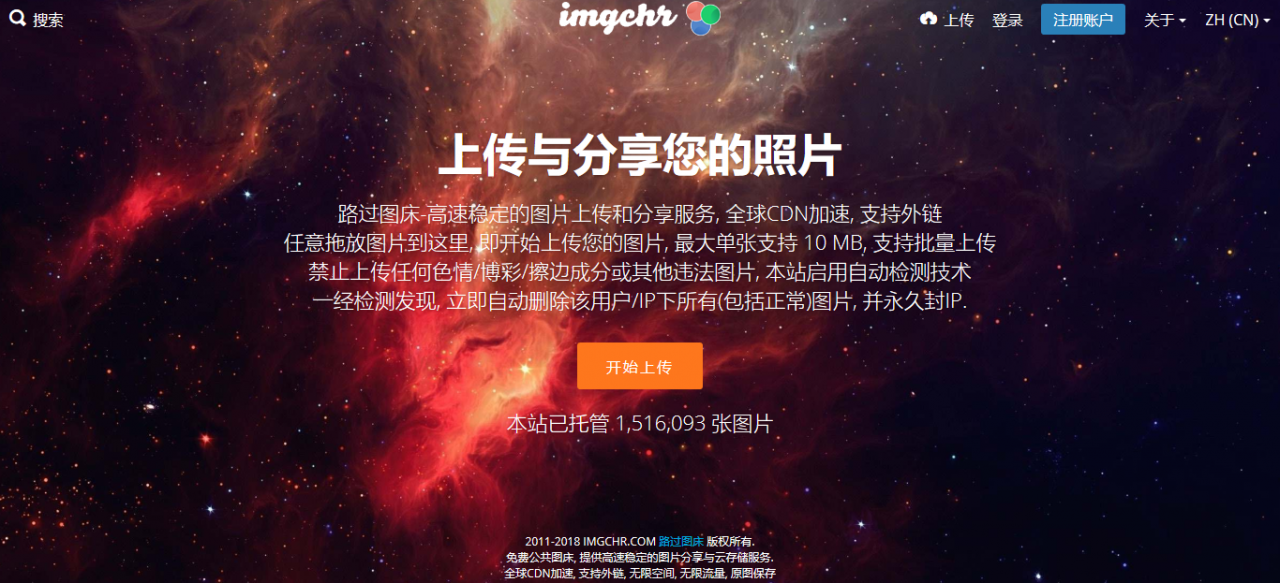 搜索
imgchr
上传
登录
注册账户
关于
ZH (CN)
上传与分享您的照片
路过图床-高速稳定的图片上传和分享服务, 全球CDN加速, 支持外链
任意拖放图片到这里, 即开始上传您的图片, 最大单张支持 10 MB, 支持批量上传
禁止上传任何色情/博彩/擦边成分或其他违法图片, 本站启用自动检测技术
一经检测发现, 立即自动删除该用户/IP下所有(包括正常)图片, 并永久封IP.
开始上传
本站已托管 1,516,093 张图片
2011-2018 IMGCHR.COM 路过图床 版权所有.
免费公共图床, 提供高速稳定的图片分享与云存储服务.
全球CDN加速, 支持外链, 无限空间, 无限流量, 原图保存